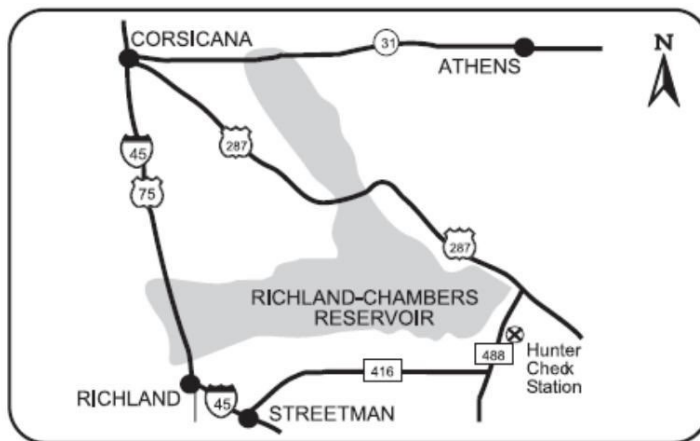 CORSICANA
31
ATHENS
N
45
287
75
287
RICHLAND-CHAMBERS
RESERVOIR
488
Hunter
Check
Station
416
RICHLAND
45
STREETMAN